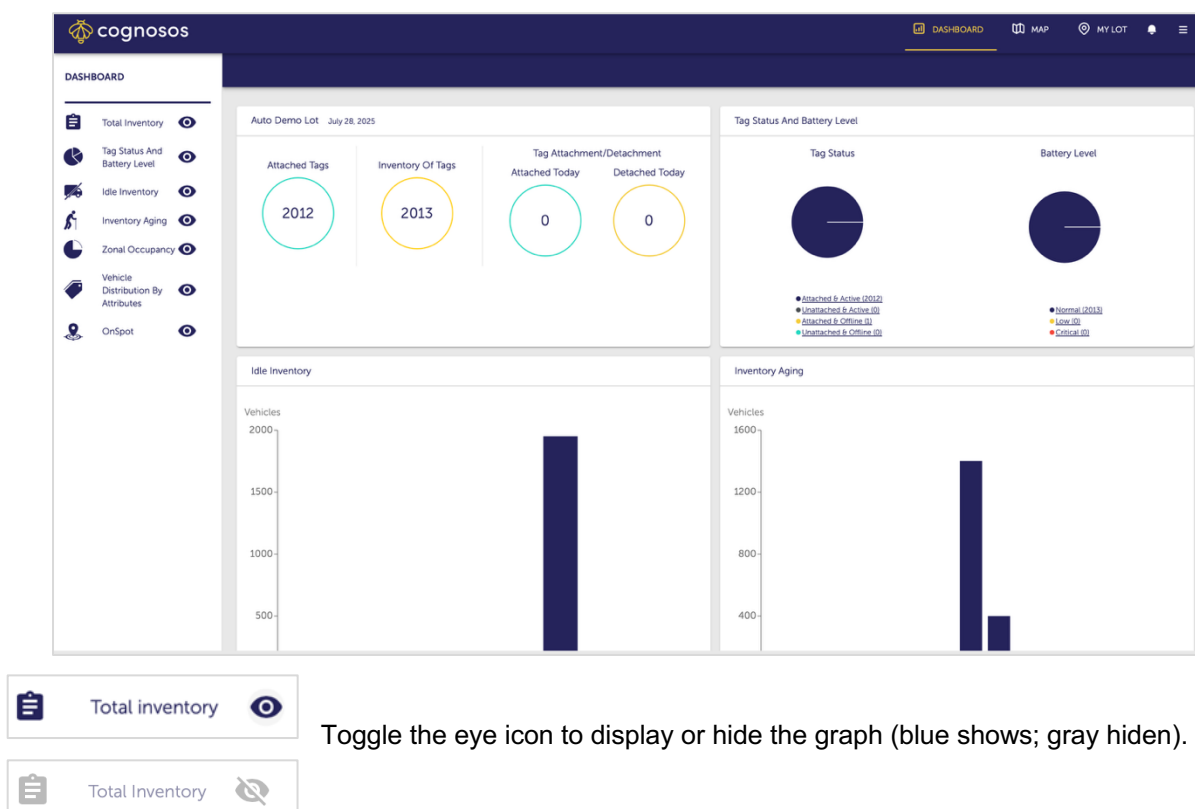 cognosos
DASHBOARD
MAP
MY LOT
DASHBOARD
Total Inventory
Tag Status And
Battery Level
Idle Inventory
Inventory Aging
Zonal Occupancy
Vehicle
Distribution By
Attributes
OnSpot
Auto Demo Lot July 28, 2025
Attached Tags
2012
Inventory Of Tags
2013
Tag Attachment/Detachment
Attached Today
0
Detached Today
0
Tag Status And Battery Level
Tag Status
Attached & Active (2012)
Unattached & Active (0)
Attached & Offline (1)
Unattached & Offline (0)
Battery Level
Normal (2013)
Low (0)
Critical (0)
Idle Inventory
Vehicles
2000
1500
1000
500
Inventory Aging
Vehicles
1600
1200
800
400
Total inventory
Toggle the eye icon to display or hide the graph (blue shows; gray hiden).
Total Inventory